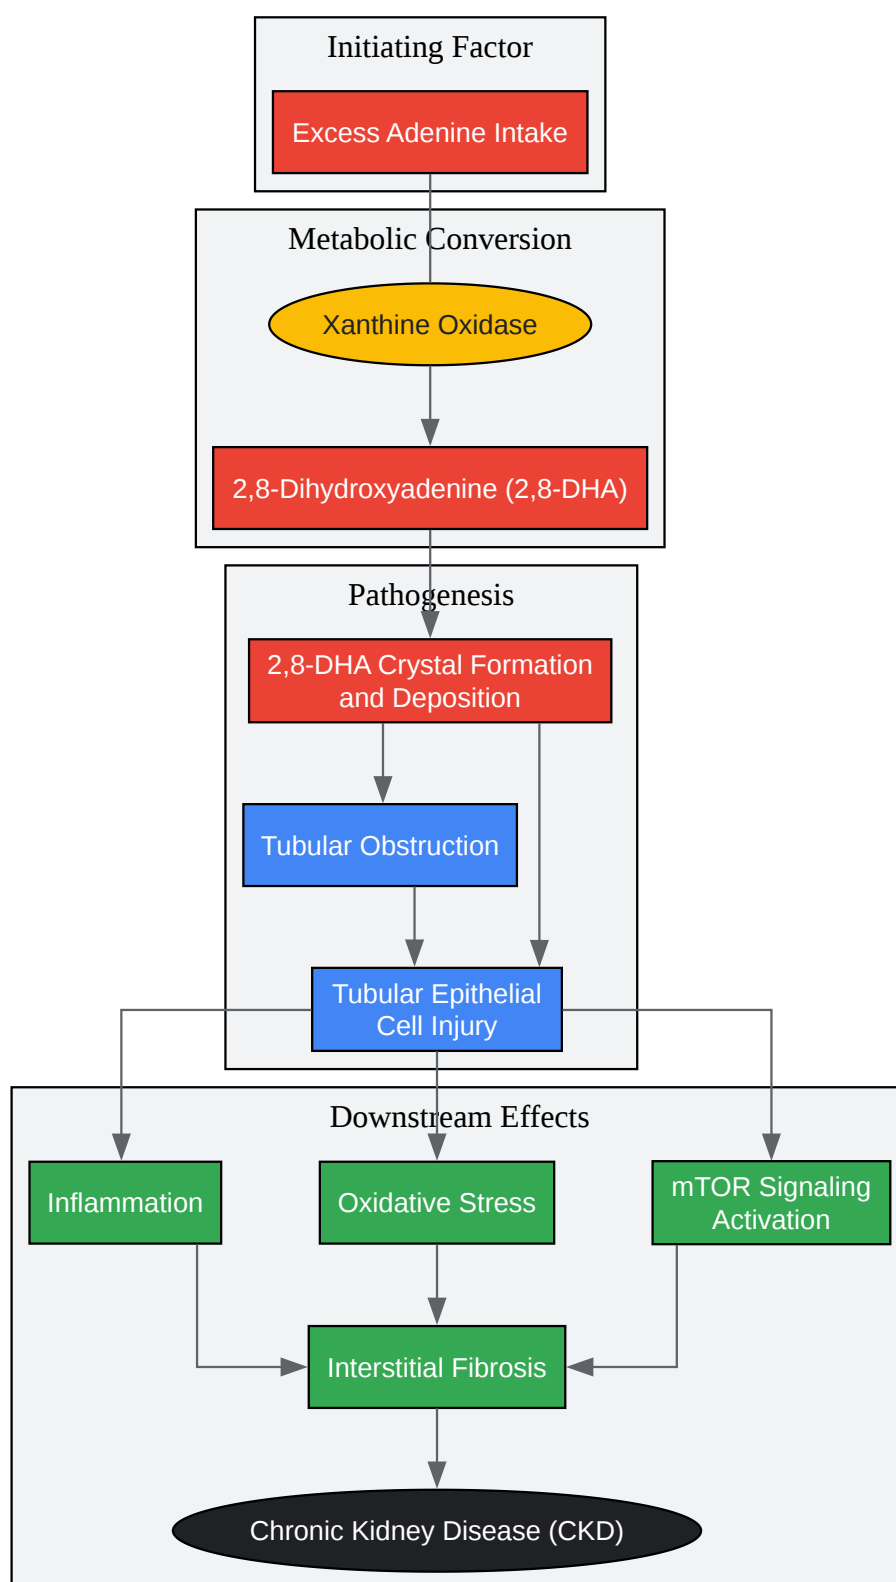 Initiating Factor
Excess Adenine Intake
Metabolic Conversion
Xanthine Oxidase
2,8-Dihydroxyadenine (2,8-DHA)
Pathogenesis
2,8-DHA Crystal Formation
and Deposition
Tubular Obstruction
Tubular Epithelial
Cell Injury
Downstream Effects
Inflammation
Oxidative Stress
mTOR Signaling
Activation
Interstitial Fibrosis
Chronic Kidney Disease (CKD)